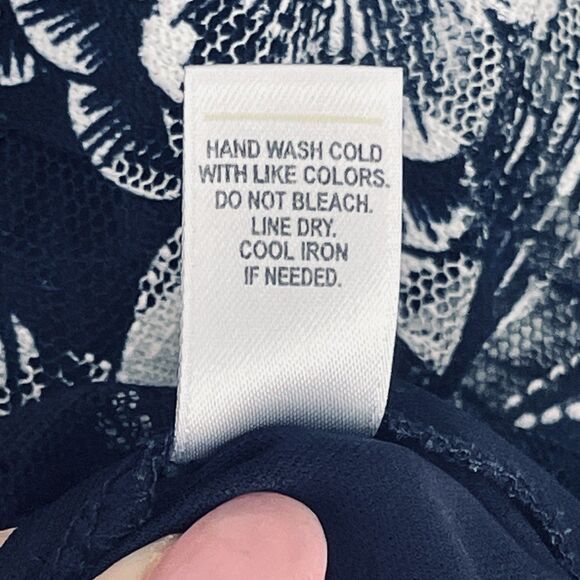 HAND WASH COLD
WITH LIKE COLORS.
DO NOT BLEACH.
LINE DRY.
COOL IRON
IF NEEDED.